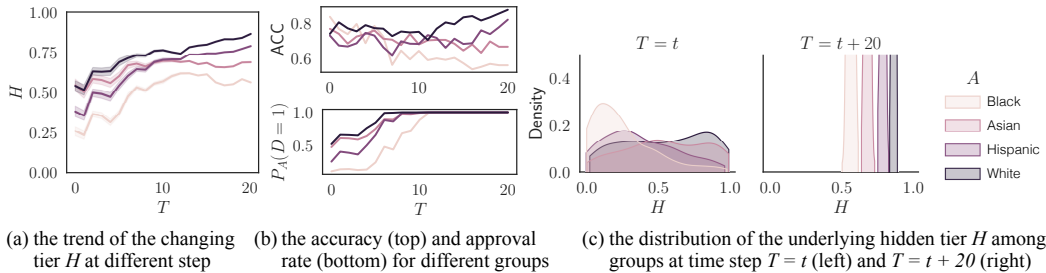 1.00
0.75
0.50
0.25
0.00
H
0
10
20
T
ACC
0.8
0.6
0
10
20
P_A(D = 1)
1.0
0.5
0.0
0
10
20
T
T = t
T = t + 20
Density
0.4
0.2
0.0
0.0
0.5
1.0
H
0.0
0.5
1.0
H
A
Black
Asian
Hispanic
White
(a) the trend of the changing
tier H at different step
(b) the accuracy (top) and approval
rate (bottom) for different groups
(c) the distribution of the underlying hidden tier H among
groups at time step T = t (left) and T = t + 20 (right)